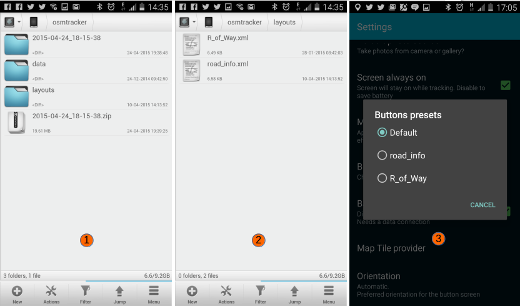 14:35
osmtracker
2015-04-24_18-15-38
<DIR>
data
<DIR>
layouts
<DIR>
2015-04-24_18-15-38.zip
1
3 folders, 1 file
6.6/9.2GB
New
Actions
Filter
Jump
Menu
14:35
osmtracker
layouts
R_of_Way.xml
road_info.xml
2
0 folders, 2 files
6.6/9.2GB
New
Actions
Filter
Jump
Menu
17:05
Settings
Take photos from camera or gallery?
Screen always on
Screen will stay on while tracking. Disable to
save battery
Buttons presets
Default
road_info
R_of_Way
CANCEL
Needs a data connection
3
Map Tile provider
Orientation
Automatic.
Preferred orientation for the button screen